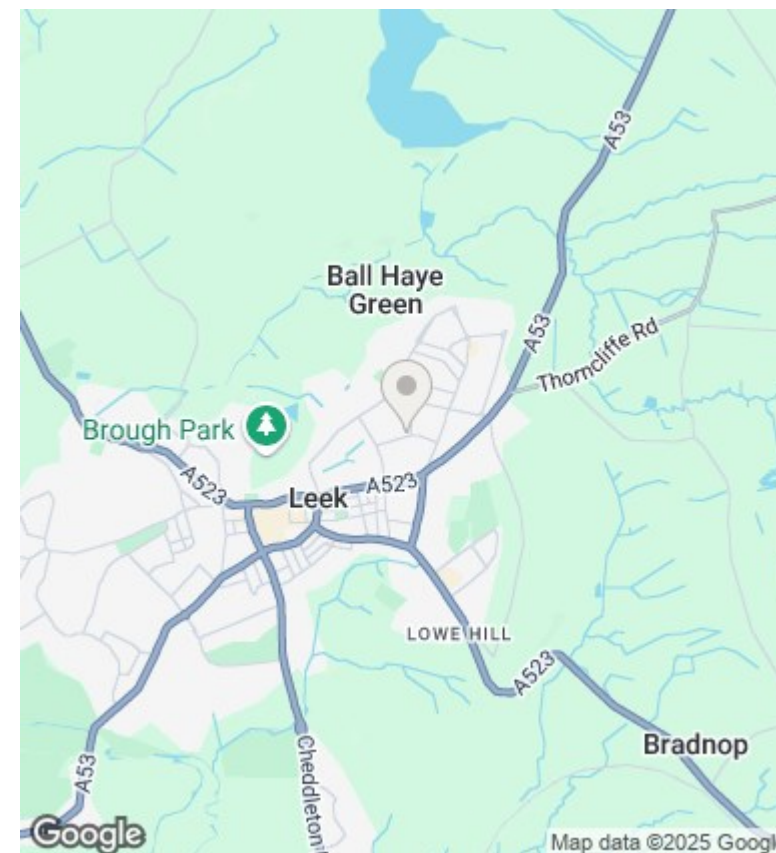 A53
Ball Haye
Green
A53
Thorncliffe Rd
Brough Park
A523
A523
Leek
LOWE HILL
A523
Bradnop
A53
Cheddleton
Google
Map data ©2025 Googl